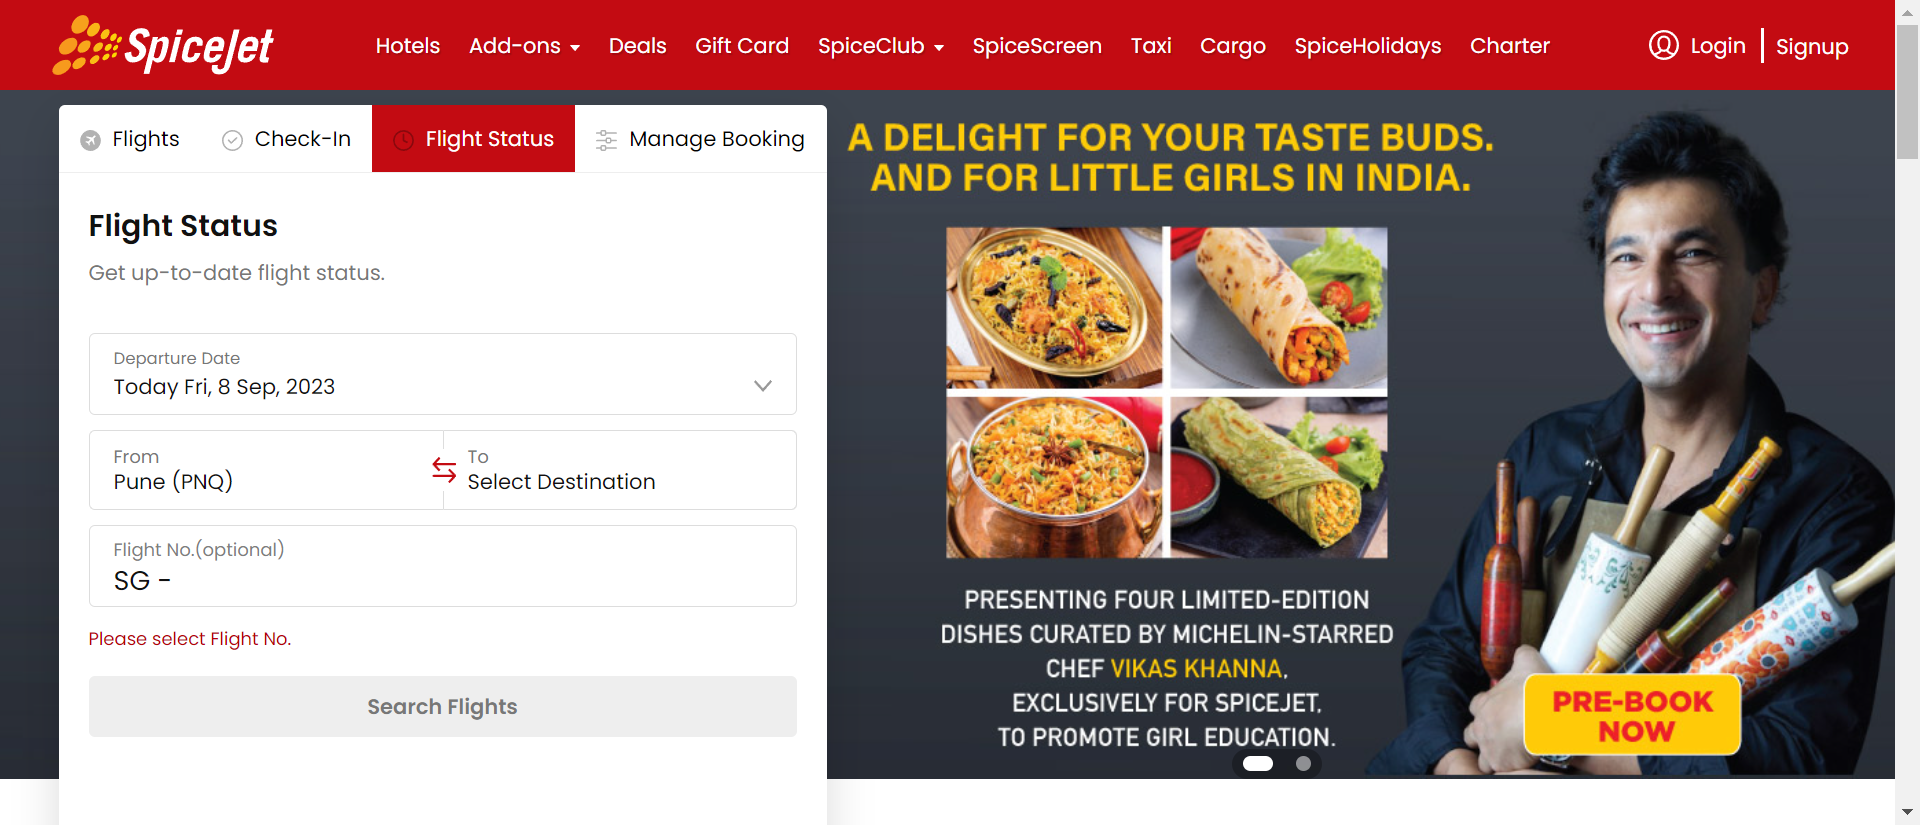 SpiceJet
Hotels Add-ons Deals Gift Card SpiceClub SpiceScreen Taxi Cargo SpiceHolidays Charter Login Signup
Flights Check-In Flight Status Manage Booking
Flight Status
Get up-to-date flight status.
Departure Date
Today Fri, 8 Sep, 2023
From
Pune (PNQ)
To
Select Destination
Flight No.(optional)
SG -
Please select Flight No.
Search Flights
A DELIGHT FOR YOUR TASTE BUDS.
AND FOR LITTLE GIRLS IN INDIA.
PRESENTING FOUR LIMITED-EDITION
DISHES CURATED BY MICHELIN-STARRED
CHEF VIKAS KHANNA,
EXCLUSIVELY FOR SPICEJET,
TO PROMOTE GIRL EDUCATION.
PRE-BOOK
NOW